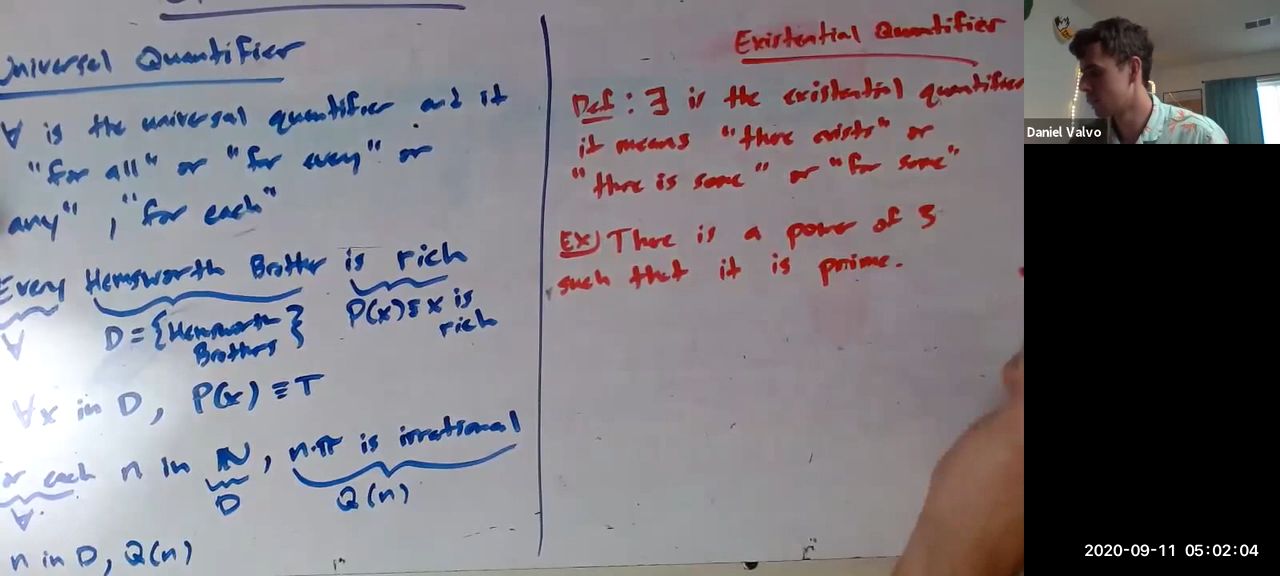 Universal Quantifier
∀ is the universal quantifier and it
"for all" or "for every" or
any", "for each"
Every Hemsworth Brother is rich
∀ D = {Hemsworth Brothers} P(x) ≡ x is rich
∀x in D, P(x) ≡ T
For each n in ℕ, n·π is irrational
∀ D Q(n)
n in D, Q(n)
Existential Quantifier
Def: ∃ is the existential quantifier
it means "there exists" or
"there is some" or "for some"
Ex) There is a power of 3
such that it is prime.
Daniel Valvo
2020-09-11 05:02:04